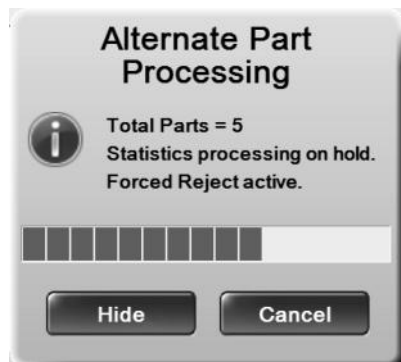 Alternate Part
Processing
Total Parts = 5
Statistics processing on hold.
Forced Reject active.
Hide
Cancel